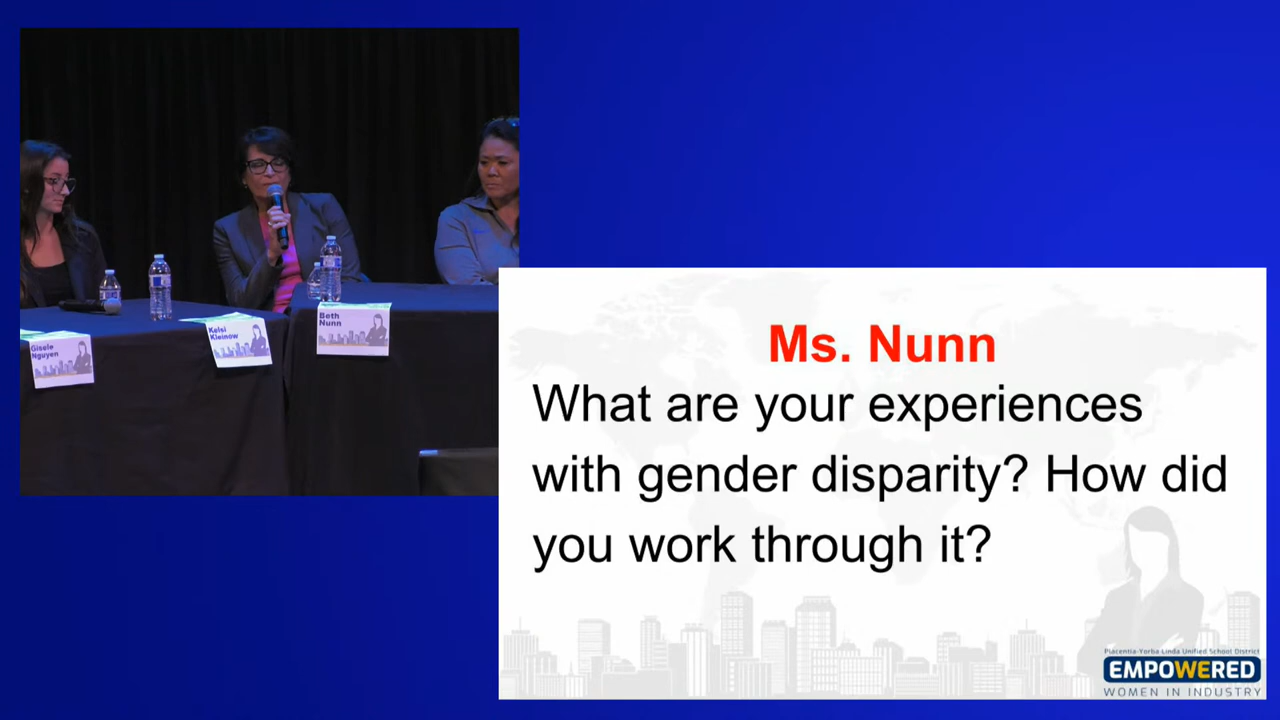 Gisele
Nguyen
Kelsi
Kleinow
Beth
Nunn
Ms. Nunn
What are your experiences
with gender disparity? How did
you work through it?
Placentia-Yorba Linda Unified School District
EMPOWERED
WOMEN IN INDUSTRY